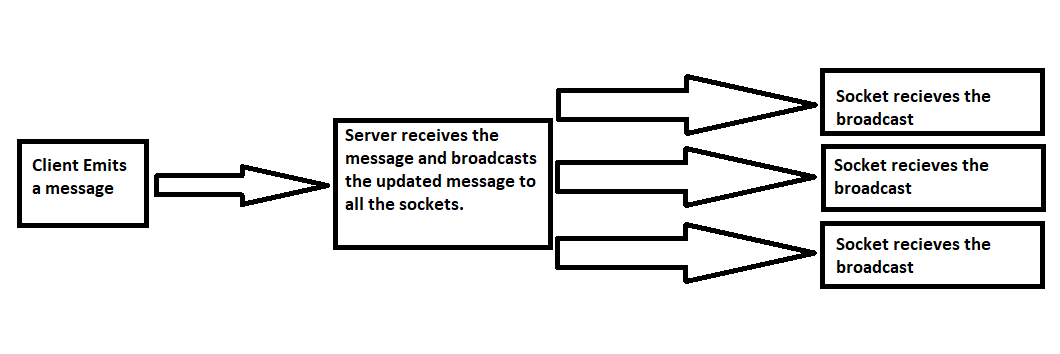 Client Emits
a message
Server receives the
message and broadcasts
the updated message to
all the sockets.
Socket recieves the
broadcast
Socket recieves the
broadcast
Socket recieves the
broadcast